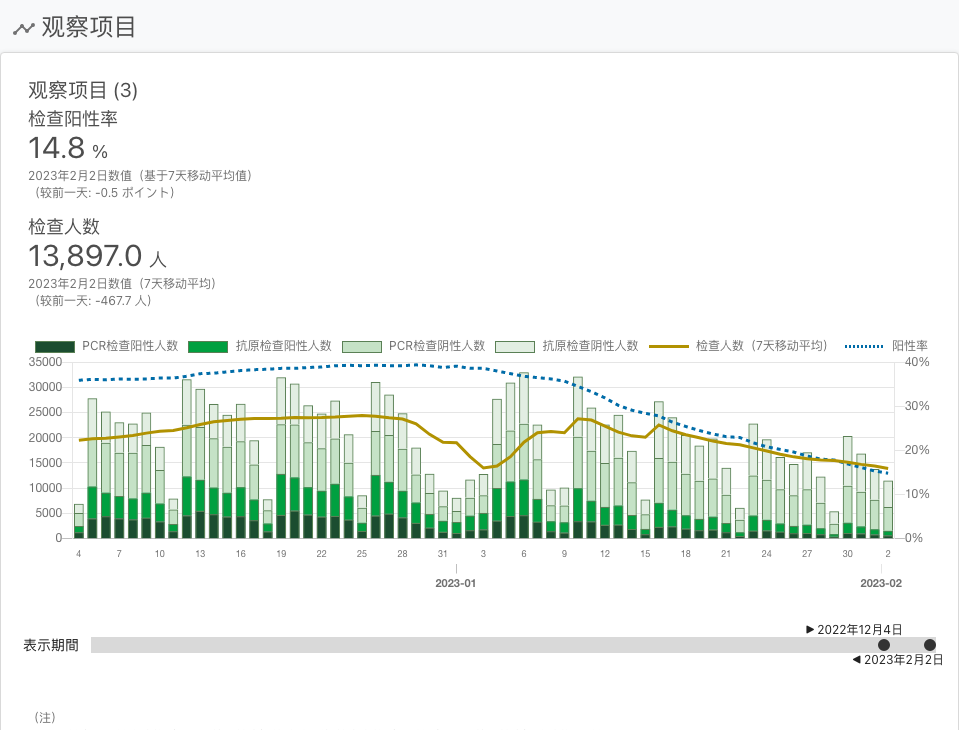 观察项目
观察项目 (3)
检查阳性率
14.8 %
2023年2月2日数值（基于7天移动平均值）
（较前一天: -0.5 ポイント）
检查人数
13,897.0 人
2023年2月2日数值（7天移动平均）
（较前一天: -467.7 人）
PCR检查阳性人数 抗原检查阳性人数 PCR检查阴性人数 抗原检查阴性人数 检查人数（7天移动平均） 阳性率
35000 40%
30000
25000 30%
20000
15000 20%
10000 10%
5000
0 0%
4 7 10 13 16 19 22 25 28 31 3 6 9 12 15 18 21 24 27 30 2
2023-01 2023-02
▶ 2022年12月4日
表示期間
◀ 2023年2月2日
（注）